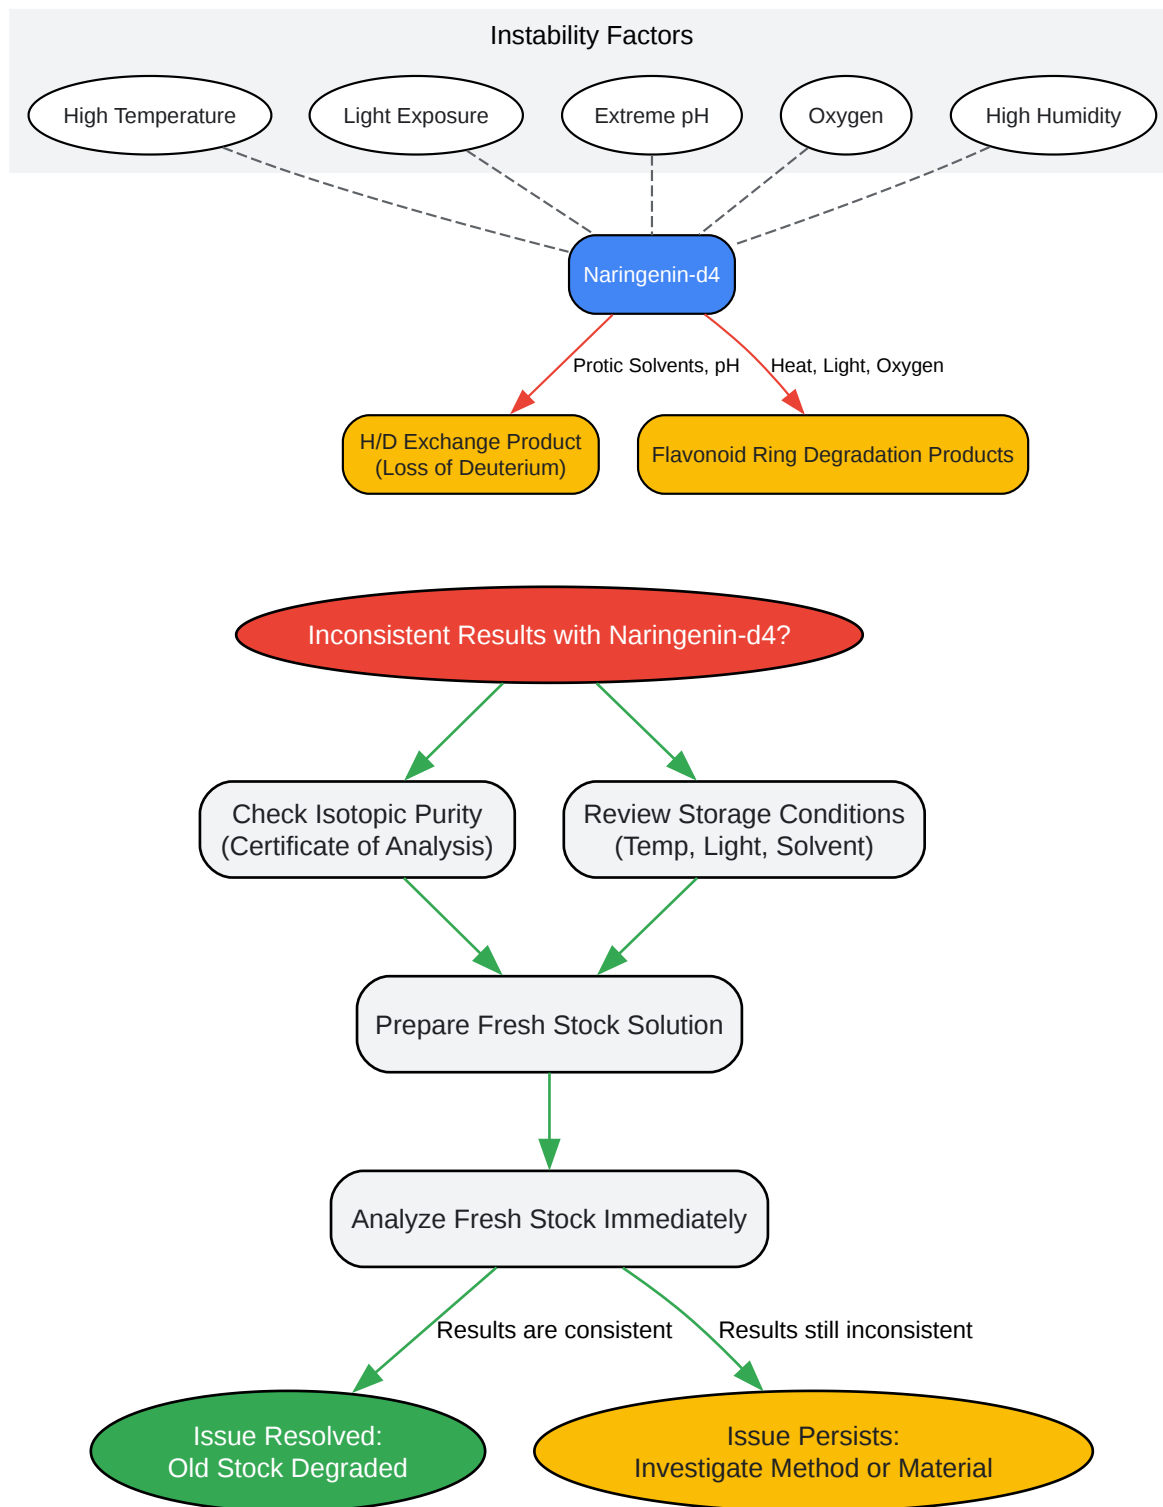 Instability Factors
High Temperature
Light Exposure
Extreme pH
Oxygen
High Humidity
Naringenin-d4
Protic Solvents, pH
Heat, Light, Oxygen
H/D Exchange Product
(Loss of Deuterium)
Flavonoid Ring Degradation Products
Inconsistent Results with Naringenin-d4?
Check Isotopic Purity
(Certificate of Analysis)
Review Storage Conditions
(Temp, Light, Solvent)
Prepare Fresh Stock Solution
Analyze Fresh Stock Immediately
Results are consistent
Results still inconsistent
Issue Resolved:
Old Stock Degraded
Issue Persists:
Investigate Method or Material